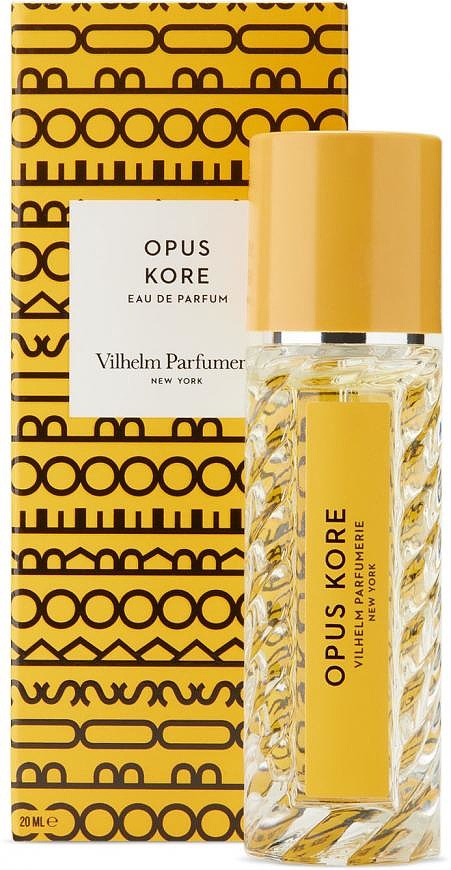 OPUS
KORE
EAU DE PARFUM
Vilhelm Parfumer
NEW YORK
20 ML e
OPUS KORE
VILHELM PARFUMERIE
NEW YORK